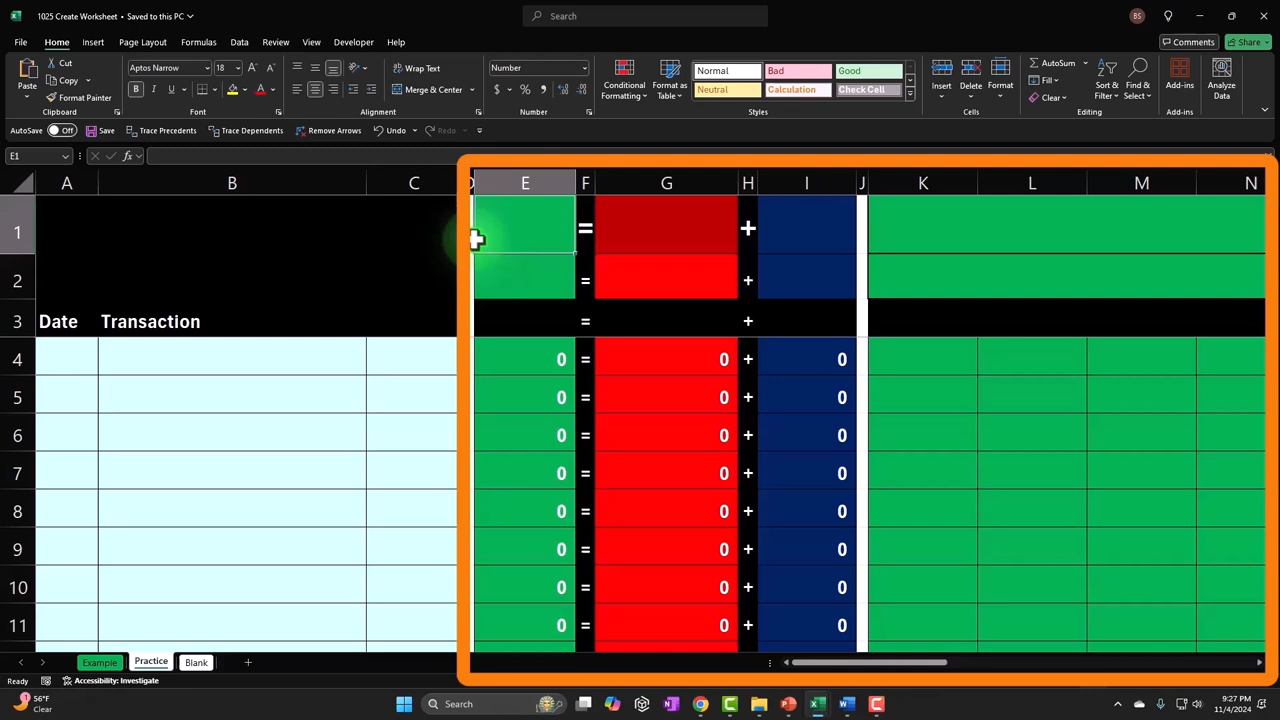 1025 Create Worksheet • Saved to this PC
Search
BS
File Home Insert Page Layout Formulas Data Review View Developer Help
Comments Share
Paste
Cut
Copy
Format Painter
Clipboard
Aptos Narrow 18
B I U
Font
Wrap Text
Merge & Center
Alignment
Number
$ % ,
Number
Conditional Formatting
Format as Table
Normal Bad Good
Neutral Calculation Check Cell
Styles
Insert Delete Format
Cells
AutoSum
Fill
Clear
Sort & Filter
Find & Select
Editing
Add-ins
Add-ins
Analyze Data
AutoSave Off Save Trace Precedents Trace Dependents Remove Arrows Undo Redo
E1 fx
A B C D E F G H I J K L M N
1 = +
2 = +
3 Date Transaction = +
4 0 = 0 + 0
5 0 = 0 + 0
6 0 = 0 + 0
7 0 = 0 + 0
8 0 = 0 + 0
9 0 = 0 + 0
10 0 = 0 + 0
11 0 = 0 + 0
Example Practice Blank
Ready Accessibility: Investigate
1
56°F
Clear
Search
9:27 PM
11/4/2024